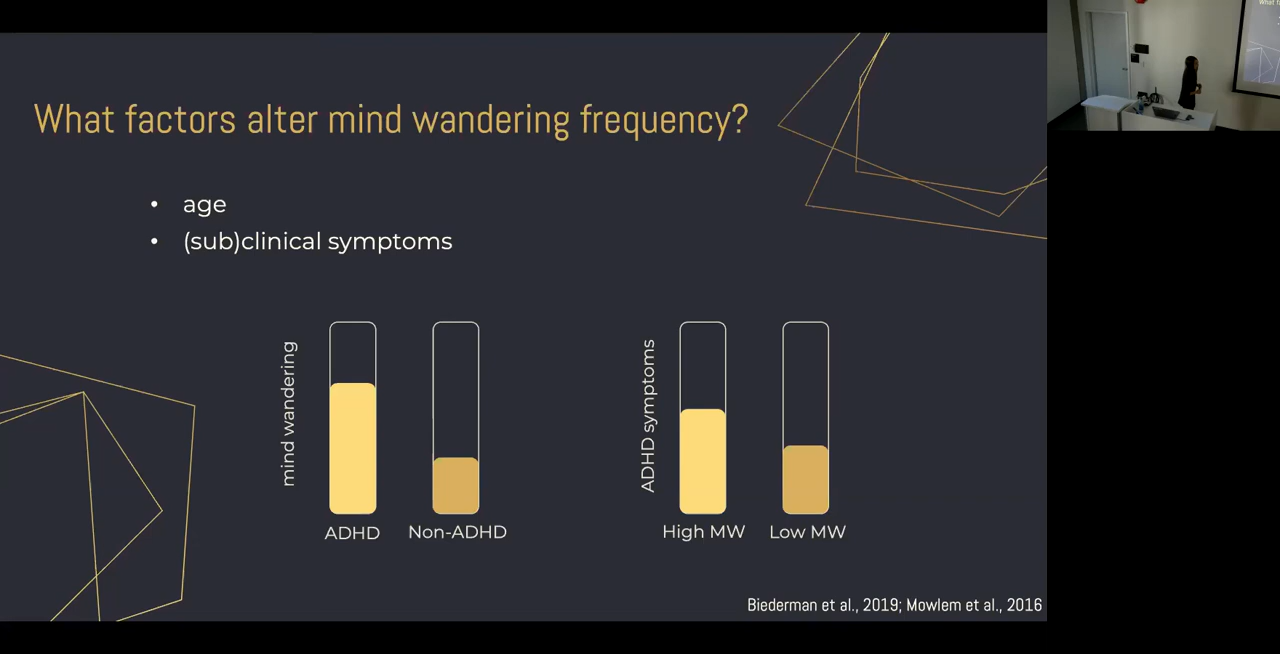 What factors alter mind wandering frequency?
• age
• (sub)clinical symptoms
mind wandering
ADHD
Non-ADHD
ADHD symptoms
High MW
Low MW
Biederman et al., 2019; Mowlem et al., 2016